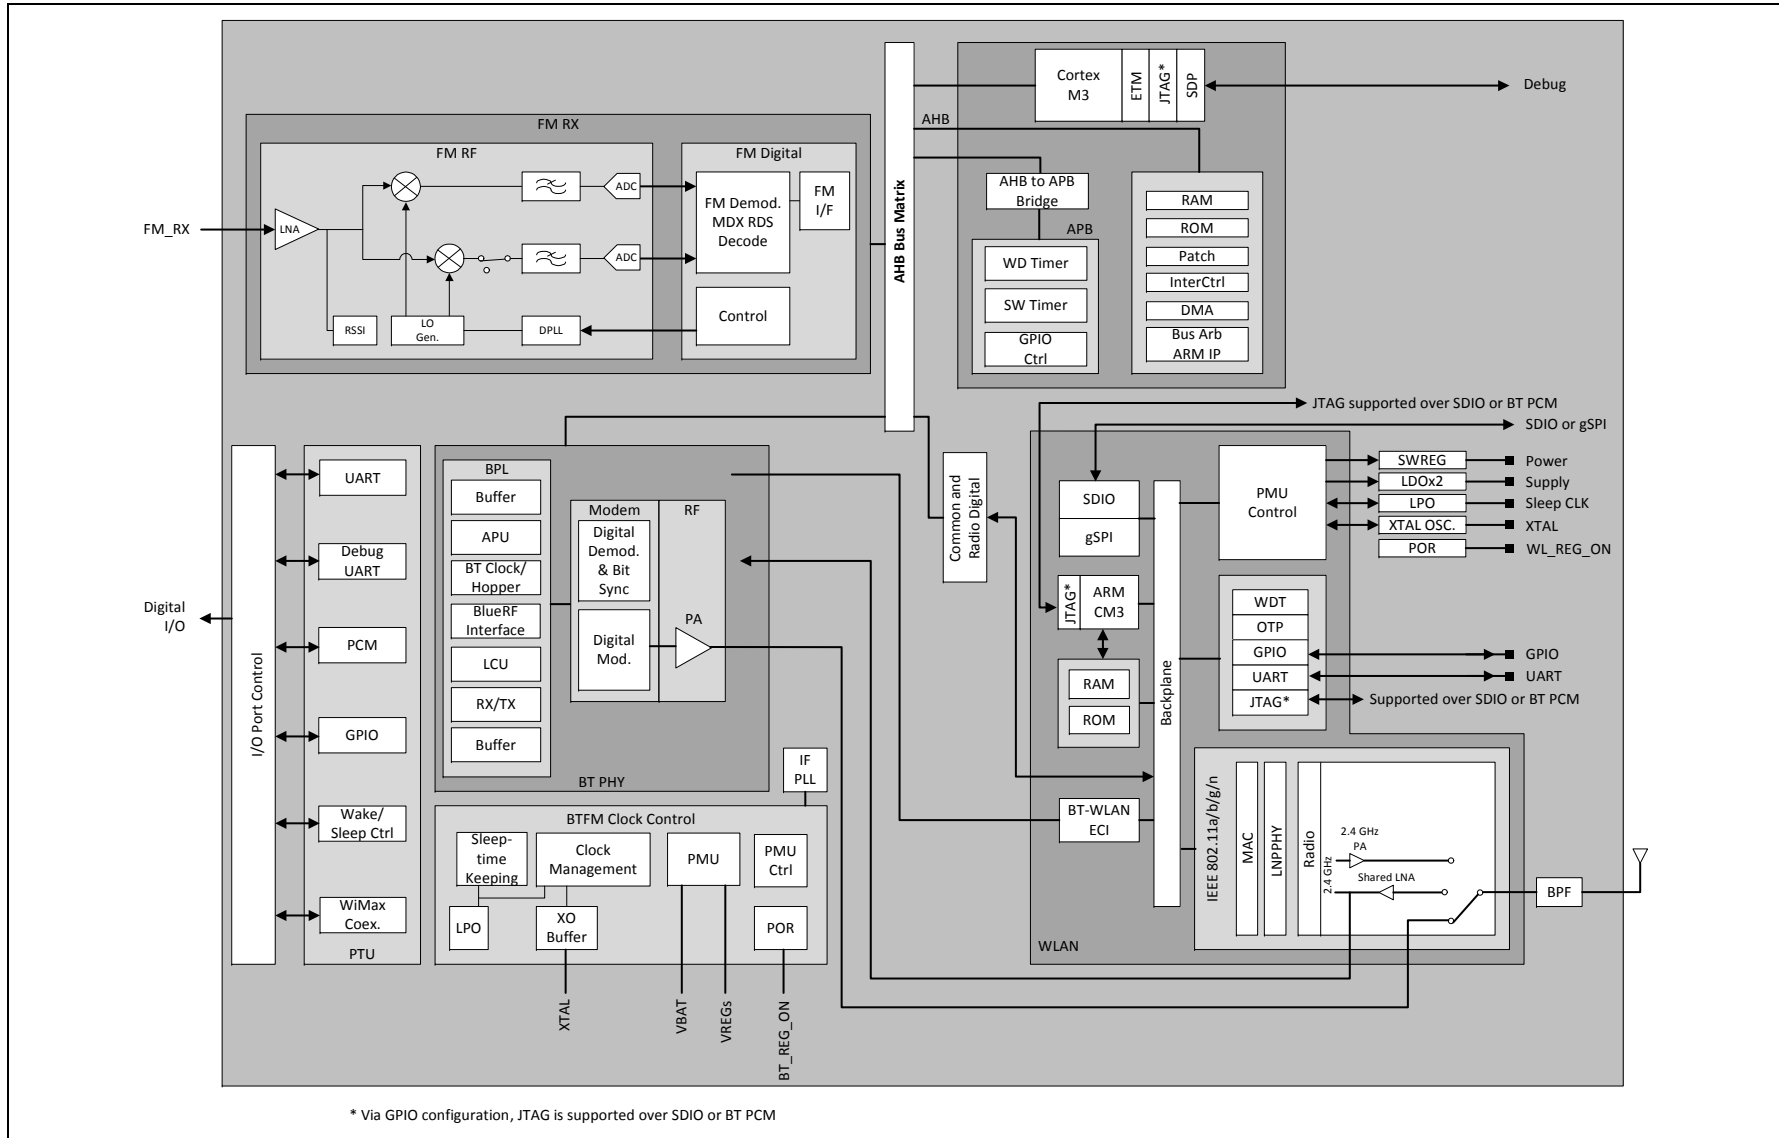 FM RX
FM RF
LNA
ADC
ADC
RSSI
LO
Gen.
DPLL
FM Digital
FM Demod.
MDX RDS
Decode
FM
I/F
Control
FM_RX
AHB Bus Matrix
Cortex
M3
ETM
JTAG*
SDP
Debug
AHB
AHB to APB
Bridge
APB
WD Timer
SW Timer
GPIO
Ctrl
RAM
ROM
Patch
InterCtrl
DMA
Bus Arb
ARM IP
JTAG supported over SDIO or BT PCM
SDIO or gSPI
Digital
I/O
I/O Port Control
UART
Debug
UART
PCM
GPIO
Wake/
Sleep Ctrl
WiMax
Coex.
PTU
BPL
Buffer
APU
BT Clock/
Hopper
BlueRF
Interface
LCU
RX/TX
Buffer
Modem
Digital
Demod.
& Bit
Sync
Digital
Mod.
RF
PA
BT PHY
IF
PLL
BTFM Clock Control
Sleep-
time
Keeping
Clock
Management
PMU
PMU
Ctrl
LPO
XO
Buffer
POR
XTAL
VBAT
VREGs
BT_REG_ON
Common and
Radio Digital
SDIO
gSPI
JTAG*
ARM
CM3
RAM
ROM
BT-WLAN
ECI
Backplane
WLAN
PMU
Control
SWREG
Power
LDOx2
Supply
LPO
Sleep CLK
XTAL OSC.
XTAL
POR
WL_REG_ON
WDT
OTP
GPIO
UART
JTAG*
GPIO
UART
Supported over SDIO or BT PCM
IEEE 802.11a/b/g/n
MAC
LNPPHY
Radio
2.4 GHz
2.4 GHz
PA
Shared LNA
BPF
* Via GPIO configuration, JTAG is supported over SDIO or BT PCM